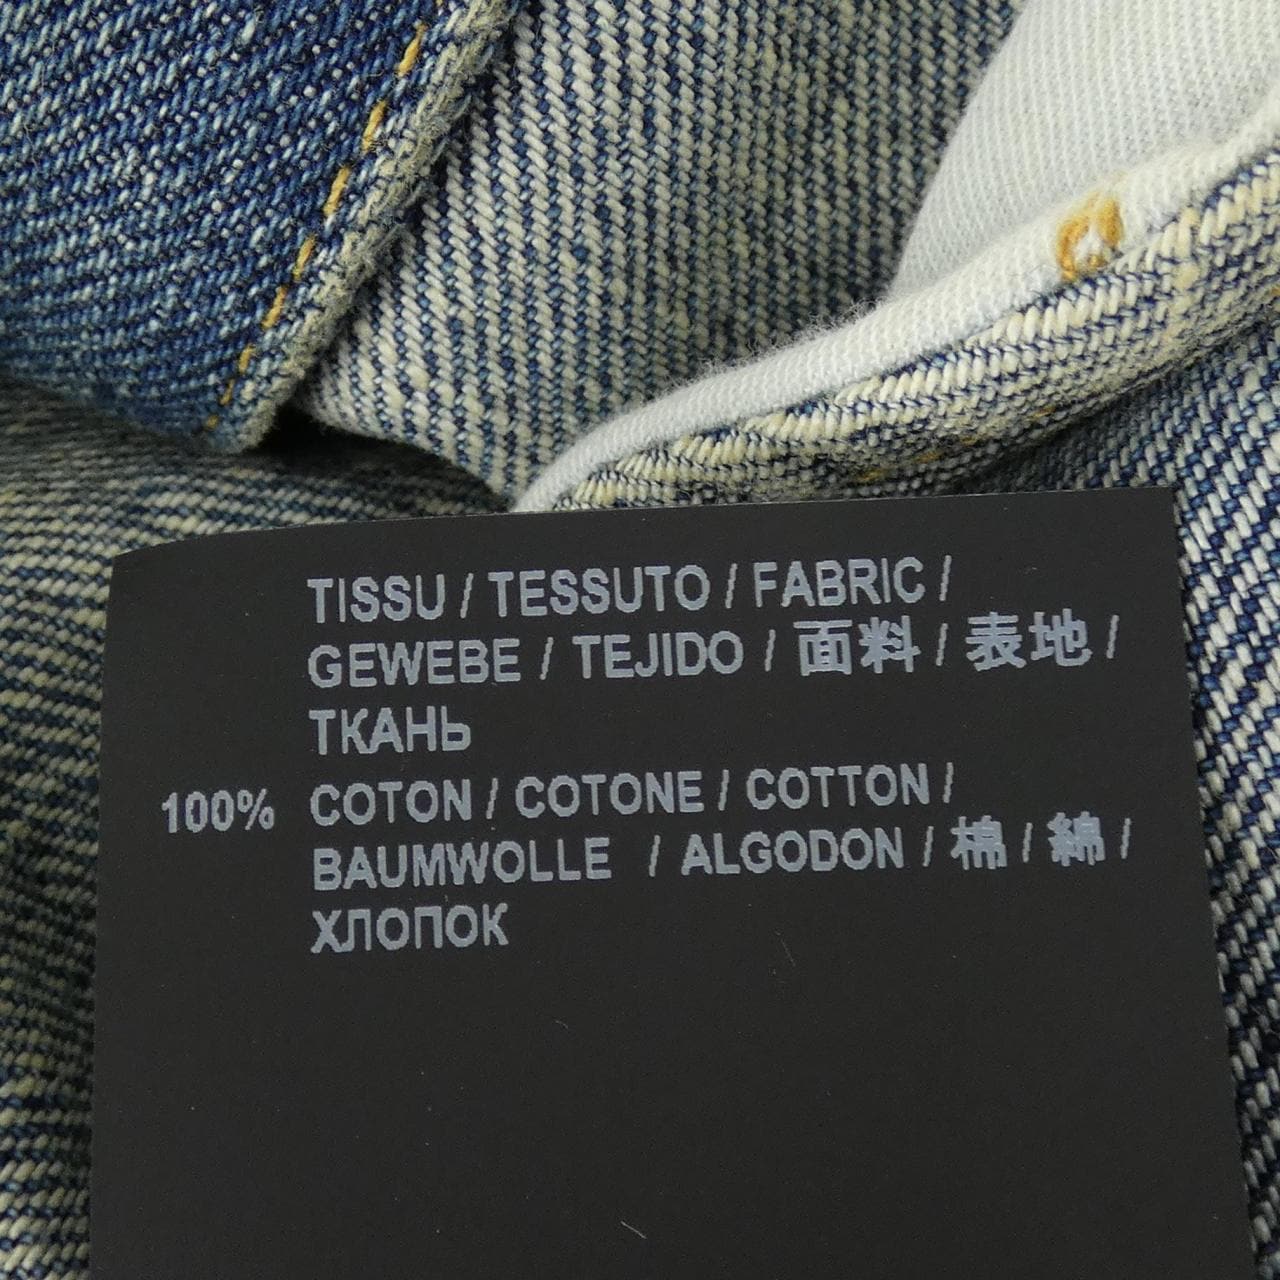 TISSU / TESSUTO / FABRIC /
GEWEBE / TEJIDO / 面料 / 表地 /
ТКАНЬ
100% COTON / COTONE / COTTON /
BAUMWOLLE / ALGODON / 棉 / 綿 /
ХЛОПОК